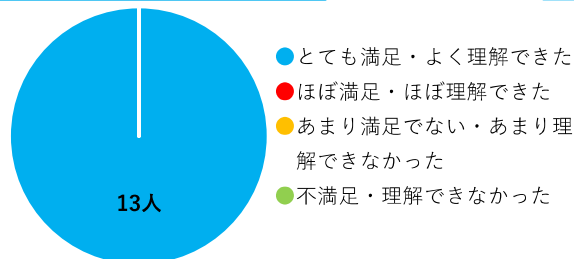 とても満足・よく理解できた
ほぼ満足・ほぼ理解できた
あまり満足でない・あまり理
解できなかった
不満足・理解できなかった
13人